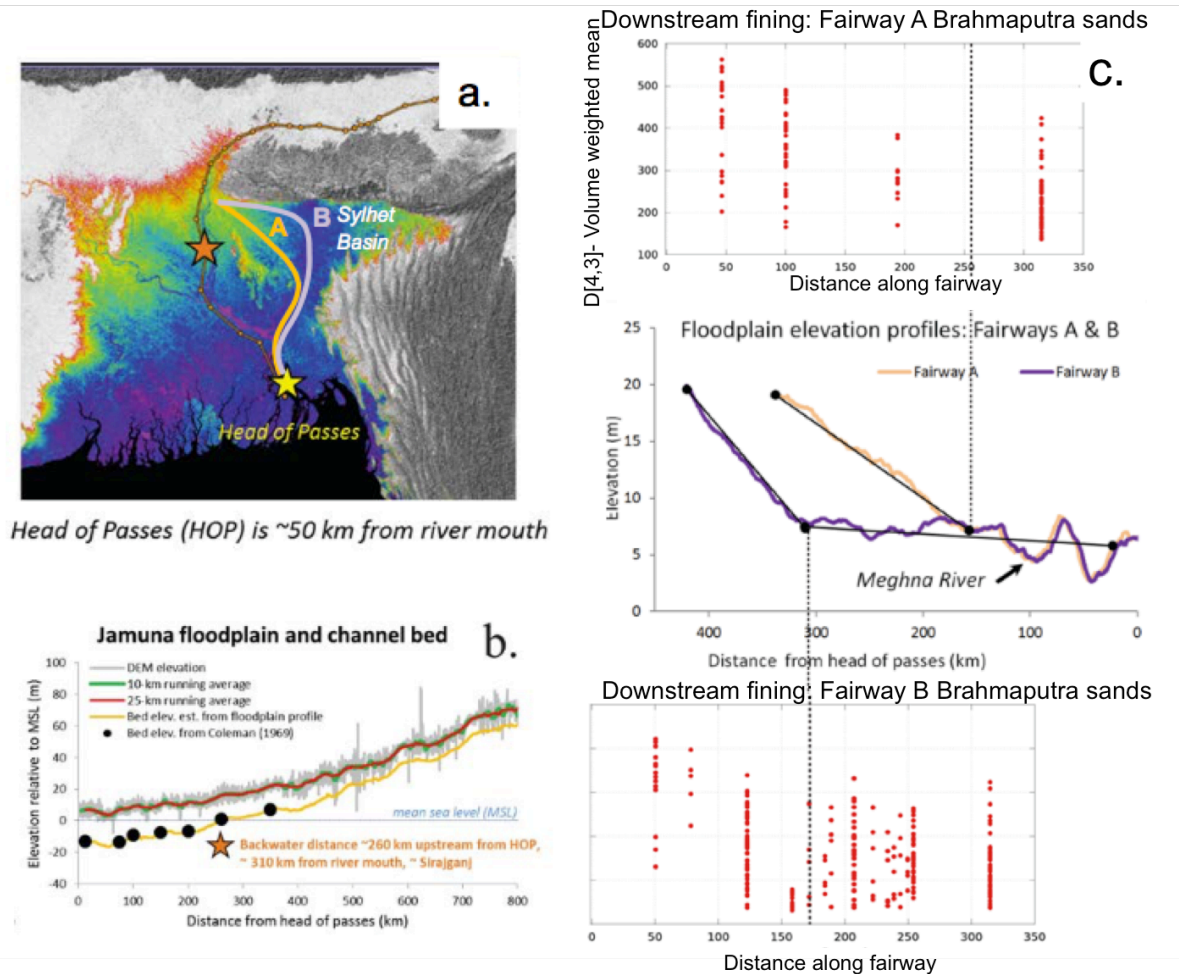 a.
A
B
Sylhet
Basin
Head of Passes
Head of Passes (HOP) is ~50 km from river mouth
Jamuna floodplain and channel bed
b.
Elevation relative to MSL (m)
100
80
60
40
20
0
-20
-40
DEM elevation
10-km running average
25-km running average
Bed elev. est. from floodplain profile
Bed elev. from Coleman (1969)
mean sea level (MSL)
Backwater distance ~260 km upstream from HOP,
~ 310 km from river mouth, ~ Sirajganj
0 100 200 300 400 500 600 700 800
Distance from head of passes (km)
Downstream fining: Fairway A Brahmaputra sands
c.
D[4,3]- Volume weighted mean
600
500
400
300
200
100
0 50 100 150 200 250 300 350
Distance along fairway
Floodplain elevation profiles: Fairways A & B
Fairway A
Fairway B
Elevation (m)
25
20
15
10
5
0
Meghna River
400 300 200 100 0
Distance from head of passes (km)
Downstream fining: Fairway B Brahmaputra sands
0 50 100 150 200 250 300 350
Distance along fairway